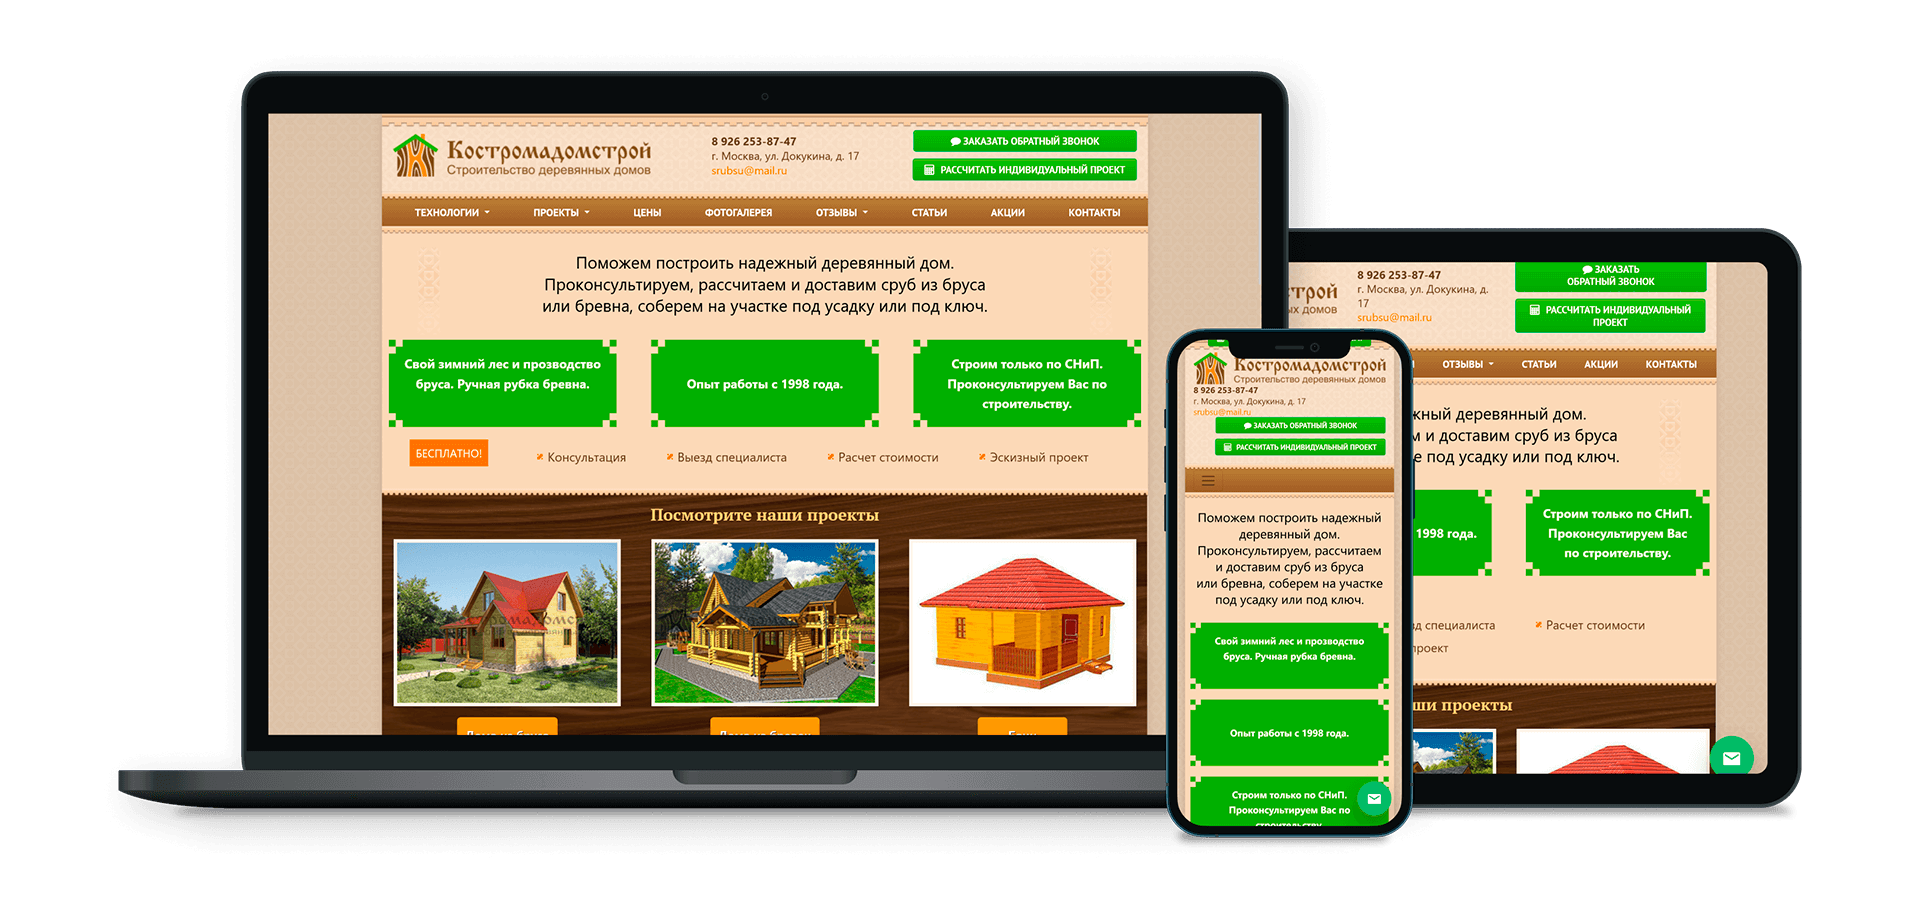 Костромадомстрой
Строительство деревянных домов
8 926 253-87-47
г. Москва, ул. Докукина, д. 17
srubsu@mail.ru
ЗАКАЗАТЬ ОБРАТНЫЙ ЗВОНОК
РАССЧИТАТЬ ИНДИВИДУАЛЬНЫЙ ПРОЕКТ
ТЕХНОЛОГИИ ПРОЕКТЫ ЦЕНЫ ФОТОГАЛЕРЕЯ ОТЗЫВЫ СТАТЬИ АКЦИИ КОНТАКТЫ
Поможем построить надежный деревянный дом.
Проконсультируем, рассчитаем и доставим сруб из бруса
или бревна, соберем на участке под усадку или под ключ.
Свой зимний лес и прозводство
бруса. Ручная рубка бревна.
Опыт работы с 1998 года.
Строим только по СНиП.
Проконсультируем Вас по
строительству.
БЕСПЛАТНО!
Консультация
Выезд специалиста
Расчет стоимости
Эскизный проект
Посмотрите наши проекты
Костромадомстрой
8 926 253-87-47
г. Москва, ул. Докукина, д. 17
srubsu@mail.ru
Строительство деревянных домов
ЗАКАЗАТЬ ОБРАТНЫЙ ЗВОНОК
РАССЧИТАТЬ ИНДИВИДУАЛЬНЫЙ ПРОЕКТ
Поможем построить надежный
деревянный дом.
Проконсультируем, рассчитаем
и доставим сруб из бруса
или бревна, соберем на участке
под усадку или под ключ.
Свой зимний лес и прозводство
бруса. Ручная рубка бревна.
Опыт работы с 1998 года.
Строим только по СНиП.
Проконсультируем Вас по
трой
х домов
8 926 253-87-47
г. Москва, ул. Докукина, д.
17
srubsu@mail.ru
ЗАКАЗАТЬ
ОБРАТНЫЙ ЗВОНОК
РАССЧИТАТЬ ИНДИВИДУАЛЬНЫЙ
ПРОЕКТ
ОТЗЫВЫ СТАТЬИ АКЦИИ КОНТАКТЫ
жный деревянный дом.
м и доставим сруб из бруса
е под усадку или под ключ.
1998 года.
Строим только по СНиП.
Проконсультируем Вас
по строительству.
зд специалиста
Расчет стоимости
проект
ши проекты